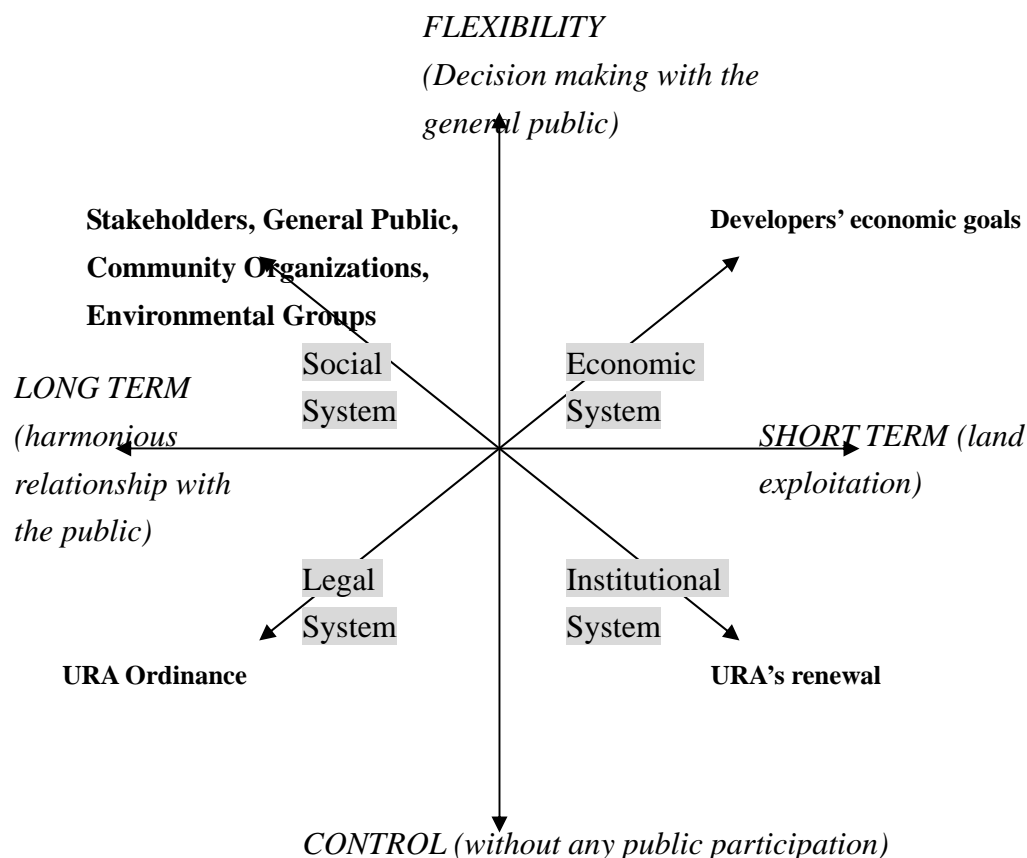 FLEXIBILITY
(Decision making with the
general public)
Stakeholders, General Public,
Community Organizations,
Environmental Groups
Developers’ economic goals
Social
System
Economic
System
LONG TERM
(harmonious
relationship with
the public)
SHORT TERM (land
exploitation)
Legal
System
Institutional
System
URA Ordinance
URA’s renewal
CONTROL (without any public participation)